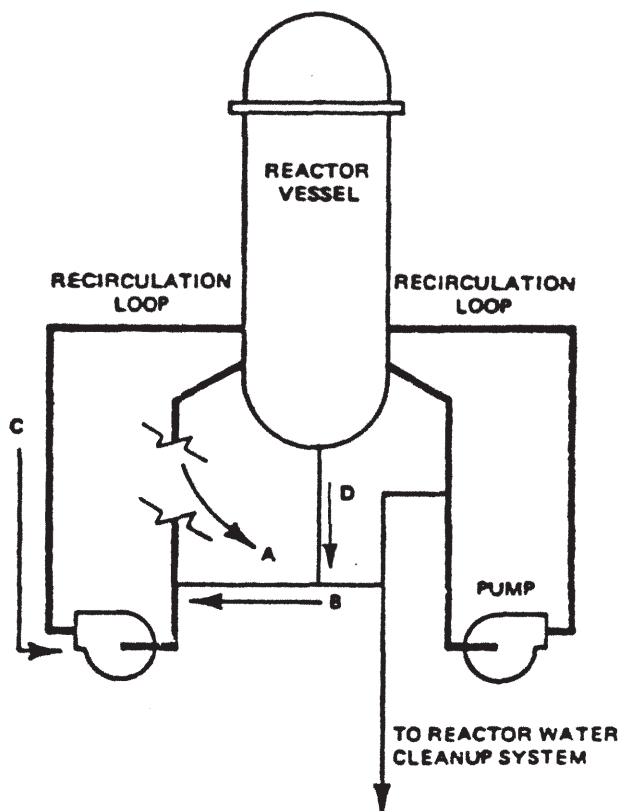 REACTOR
VESSEL
RECIRCULATION
LOOP
RECIRCULATION
LOOP
C
D
A
B
PUMP
TO REACTOR WATER
CLEANUP SYSTEM